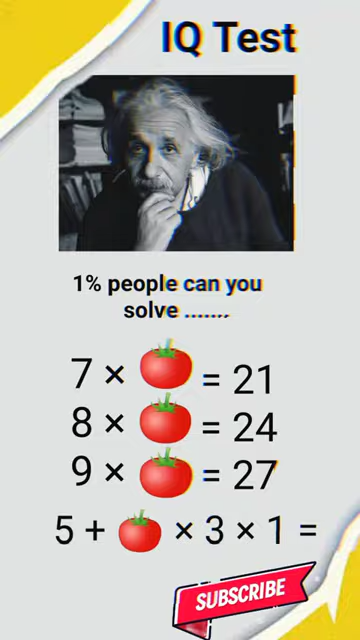 IQ Test
1% people can you
solve .......
7 × 🍅 = 21
8 × 🍅 = 24
9 × 🍅 = 27
5 + 🍅 × 3 × 1 =
SUBSCRIBE